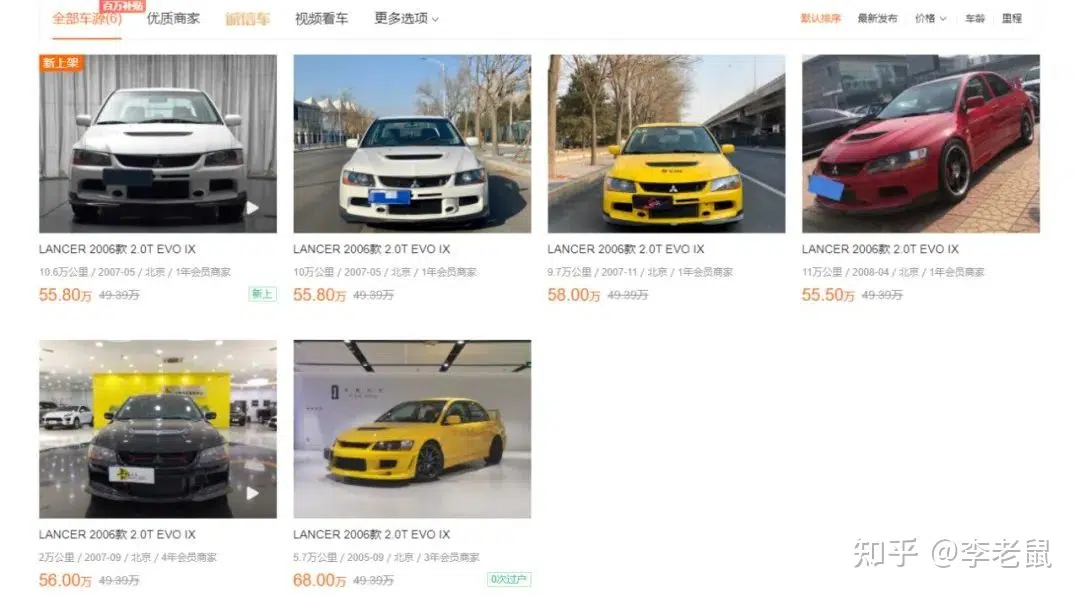 百万补贴
全部车源(6) 优质商家 诚信车 视频看车 更多选项 默认排序 最新发布 价格 车龄 里程
新上架
LANCER 2006款 2.0T EVO IX
10.6万公里 / 2007-05 / 北京 / 1年会员商家
55.80万 49.39万 新上
LANCER 2006款 2.0T EVO IX
10万公里 / 2007-05 / 北京 / 1年会员商家
55.80万 49.39万
LANCER 2006款 2.0T EVO IX
9.7万公里 / 2007-11 / 北京 / 1年会员商家
58.00万 49.39万
LANCER 2006款 2.0T EVO IX
11万公里 / 2008-04 / 北京 / 1年会员商家
55.50万 49.39万
LANCER 2006款 2.0T EVO IX
2万公里 / 2007-09 / 北京 / 4年会员商家
56.00万 49.39万
LANCER 2006款 2.0T EVO IX
5.7万公里 / 2005-09 / 北京 / 3年会员商家
68.00万 49.39万 0次过户
知乎 @李老鼠